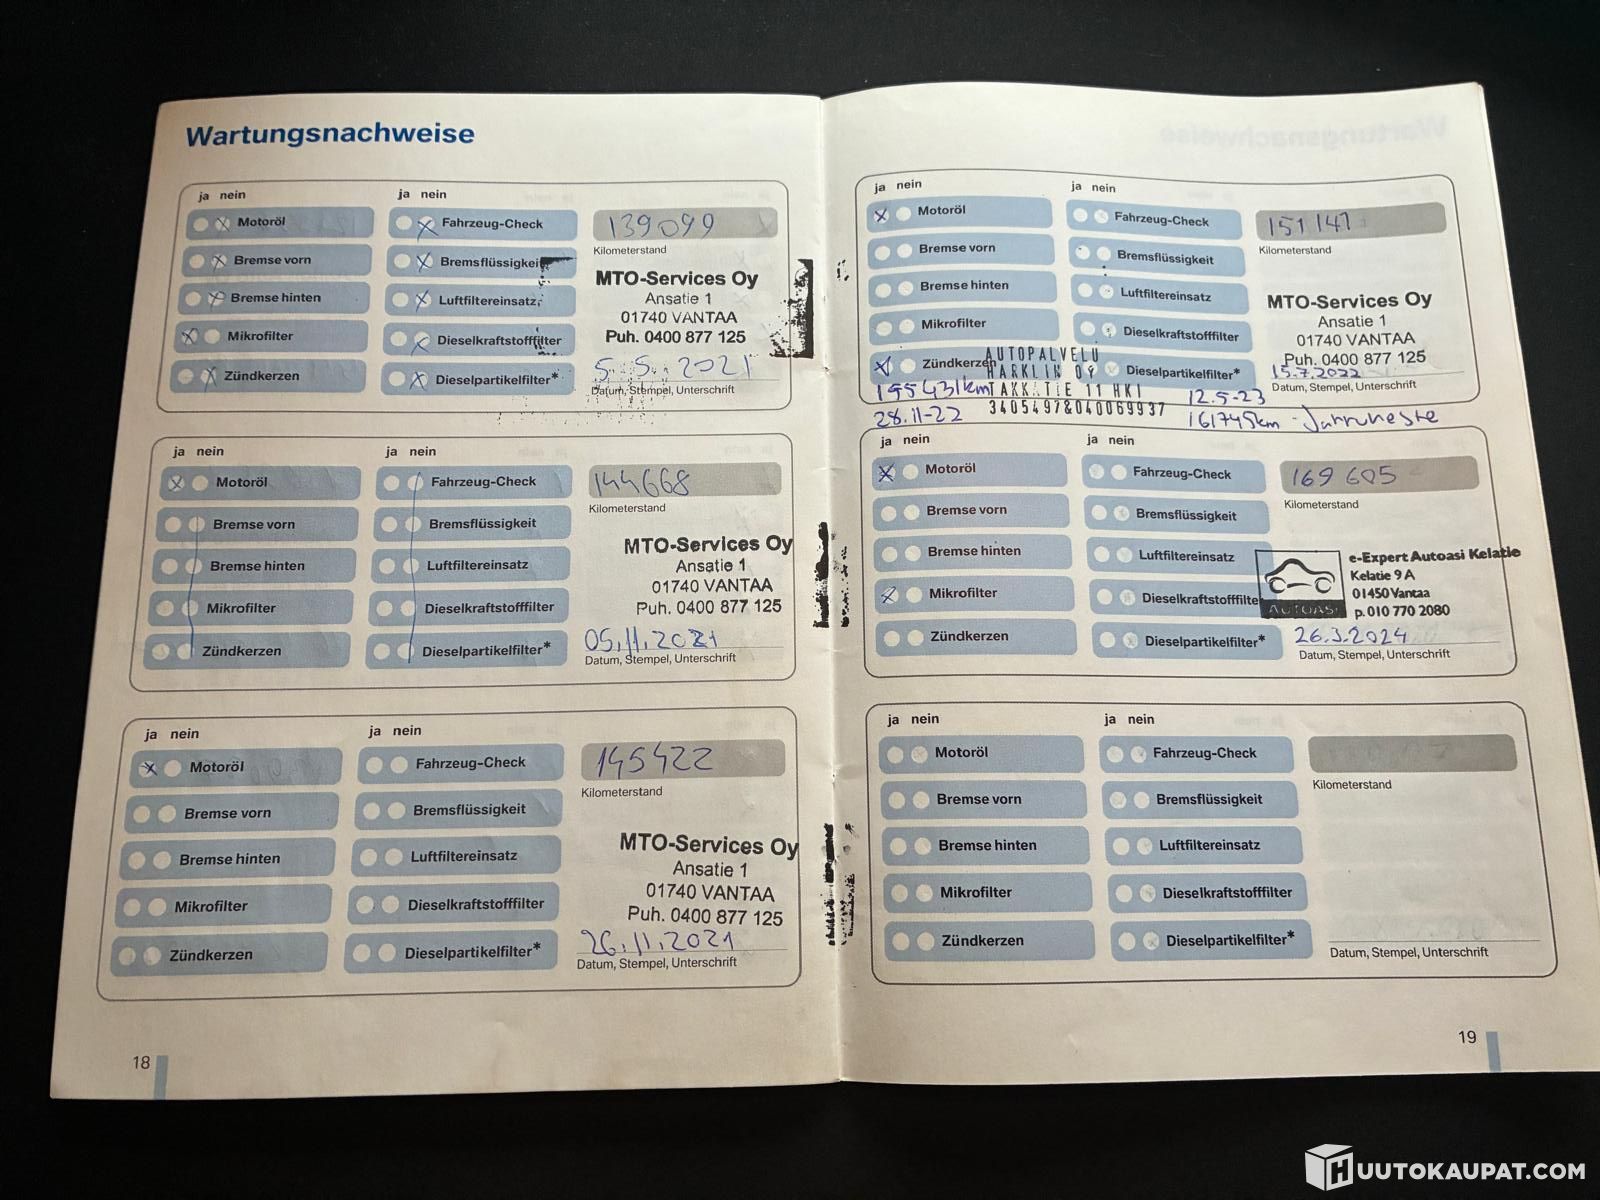 Wartungsnachweise
ja nein
ja nein
Motoröl
Fahrzeug-Check
139099
Kilometerstand
Bremse vorn
Bremsflüssigkeit
MTO-Services Oy
Ansatie 1
01740 VANTAA
Puh. 0400 877 125
Bremse hinten
Luftfiltereinsatz
Mikrofilter
Dieselkraftstofffilter
Zündkerzen
Dieselpartikelfilter*
5.5.2021
Datum, Stempel, Unterschrift
ja nein
ja nein
Motoröl
Fahrzeug-Check
144668
Kilometerstand
Bremse vorn
Bremsflüssigkeit
MTO-Services Oy
Ansatie 1
01740 VANTAA
Puh. 0400 877 125
Bremse hinten
Luftfiltereinsatz
Mikrofilter
Dieselkraftstofffilter
Zündkerzen
Dieselpartikelfilter*
05.11.2021
Datum, Stempel, Unterschrift
ja nein
ja nein
Motoröl
Fahrzeug-Check
145422
Kilometerstand
Bremse vorn
Bremsflüssigkeit
MTO-Services Oy
Ansatie 1
01740 VANTAA
Puh. 0400 877 125
Bremse hinten
Luftfiltereinsatz
Mikrofilter
Dieselkraftstofffilter
Zündkerzen
Dieselpartikelfilter*
26.11.2021
Datum, Stempel, Unterschrift
18
ja nein
ja nein
Motoröl
Fahrzeug-Check
151147
Kilometerstand
Bremse vorn
Bremsflüssigkeit
Bremse hinten
Luftfiltereinsatz
MTO-Services Oy
Ansatie 1
01740 VANTAA
Puh. 0400 877 125
Mikrofilter
Dieselkraftstofffilter
Zündkerzen
Dieselpartikelfilter*
15.7.2022
Datum, Stempel, Unterschrift
AUTOPALVELU
HARKLIN OY
TAKKATIE 11 HKI
3405497&040069937
195431km
28.11-22
12.5-23
161745km - Jarruneste
ja nein
ja nein
Motoröl
Fahrzeug-Check
169 605
Kilometerstand
Bremse vorn
Bremsflüssigkeit
Bremse hinten
Luftfiltereinsatz
AUTOASI
e-Expert Autoasi Kelatie
Kelatie 9 A
01450 Vantaa
p. 010 770 2080
Mikrofilter
Dieselkraftstofffilter
Zündkerzen
Dieselpartikelfilter*
26.3.2024
Datum, Stempel, Unterschrift
ja nein
ja nein
Motoröl
Fahrzeug-Check
Kilometerstand
Bremse vorn
Bremsflüssigkeit
Bremse hinten
Luftfiltereinsatz
Mikrofilter
Dieselkraftstofffilter
Zündkerzen
Dieselpartikelfilter*
Datum, Stempel, Unterschrift
19
HUUTOKAUPAT.COM